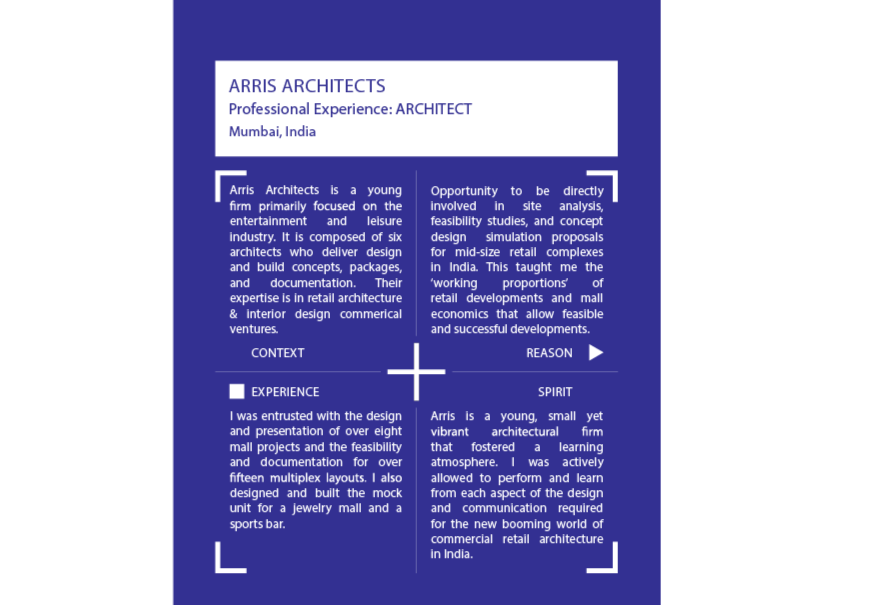 ARRIS ARCHITECTS
Professional Experience: ARCHITECT
Mumbai, India
Arris Architects is a young
firm primarily focused on the
entertainment and leisure
industry. It is composed of six
architects who deliver design
and build concepts, packages,
and documentation. Their
expertise is in retail architecture
& interior design commerical
ventures.
CONTEXT
Opportunity to be directly
involved in site analysis,
feasibility studies, and concept
design simulation proposals
for mid-size retail complexes
in India. This taught me the
'working proportions' of
retail developments and mall
economics that allow feasible
and successful developments.
REASON
EXPERIENCE
I was entrusted with the design
and presentation of over eight
mall projects and the feasibility
and documentation for over
fifteen multiplex layouts. I also
designed and built the mock
unit for a jewelry mall and a
sports bar.
SPIRIT
Arris is a young, small yet
vibrant architectural firm
that fostered a learning
atmosphere. I was actively
allowed to perform and learn
from each aspect of the design
and communication required
for the new booming world of
commercial retail architecture
in India.